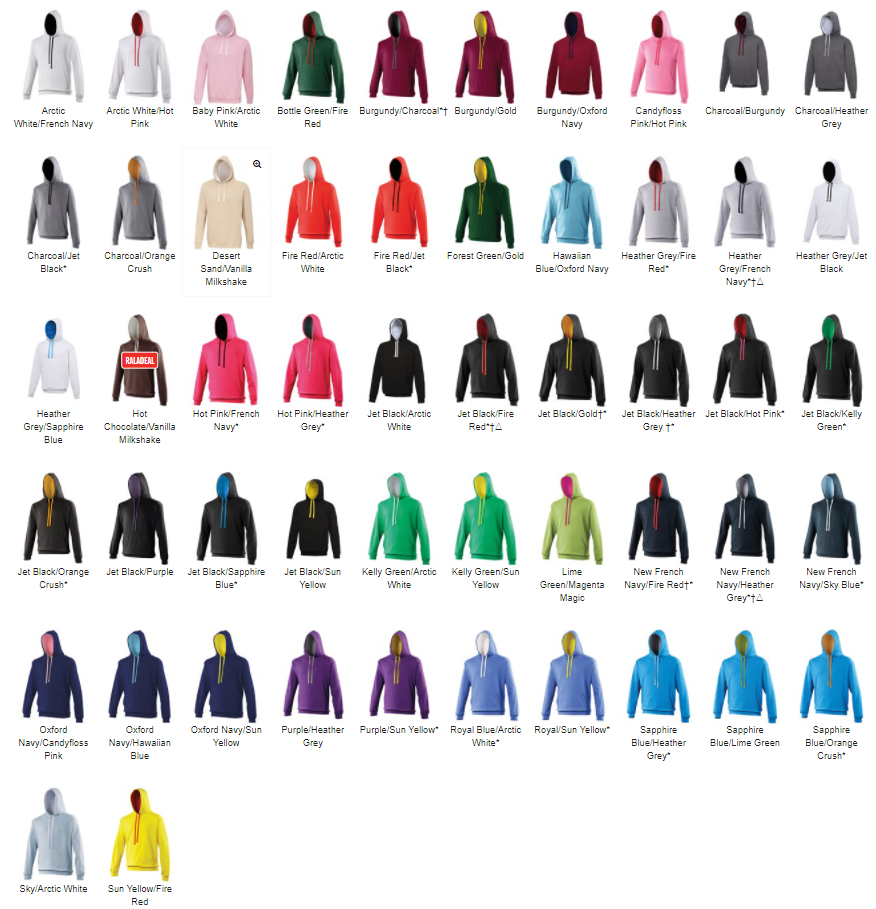 Arctic
White/French Navy
Arctic White/Hot
Pink
Baby Pink/Arctic
White
Bottle Green/Fire
Red
Burgundy/Charcoal*†
Burgundy/Gold
Burgundy/Oxford
Navy
Candyfloss
Pink/Hot Pink
Charcoal/Burgundy
Charcoal/Heather
Grey
Charcoal/Jet
Black*
Charcoal/Orange
Crush
Desert
Sand/Vanilla
Milkshake
Fire Red/Arctic
White
Fire Red/Jet
Black*
Forest Green/Gold
Hawaiian
Blue/Oxford Navy
Heather Grey/Fire
Red*
Heather
Grey/French
Navy*†△
Heather Grey/Jet
Black
Heather
Grey/Sapphire
Blue
RALADEAL
Hot
Chocolate/Vanilla
Milkshake
Hot Pink/French
Navy*
Hot Pink/Heather
Grey*
Jet Black/Arctic
White
Jet Black/Fire
Red*†△
Jet Black/Gold†*
Jet Black/Heather
Grey †*
Jet Black/Hot Pink*
Jet Black/Kelly
Green*
Jet Black/Orange
Crush*
Jet Black/Purple
Jet Black/Sapphire
Blue*
Jet Black/Sun
Yellow
Kelly Green/Arctic
White
Kelly Green/Sun
Yellow
Lime
Green/Magenta
Magic
New French
Navy/Fire Red†*
New French
Navy/Heather
Grey*†△
New French
Navy/Sky Blue*
Oxford
Navy/Candyfloss
Pink
Oxford
Navy/Hawaiian
Blue
Oxford Navy/Sun
Yellow
Purple/Heather
Grey
Purple/Sun Yellow*
Royal Blue/Arctic
White*
Royal/Sun Yellow*
Sapphire
Blue/Heather
Grey*
Sapphire
Blue/Lime Green
Sapphire
Blue/Orange
Crush*
Sky/Arctic White
Sun Yellow/Fire
Red